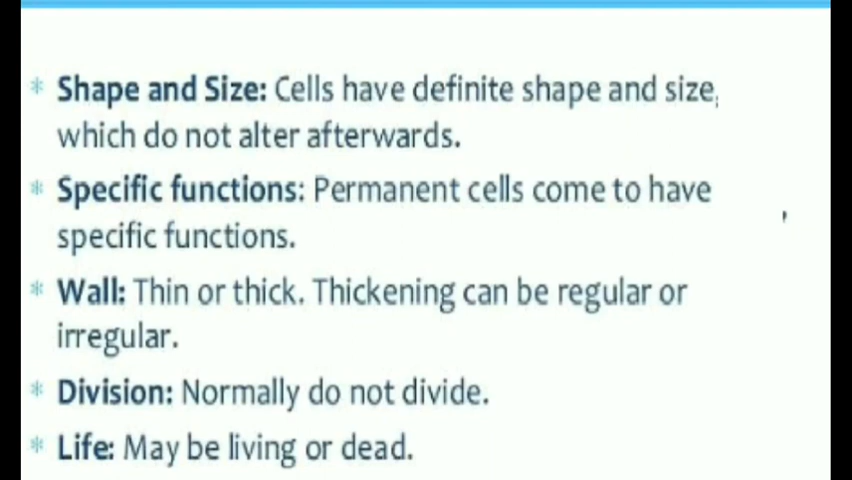 * Shape and Size: Cells have definite shape and size,
which do not alter afterwards.
* Specific functions: Permanent cells come to have
specific functions.
* Wall: Thin or thick. Thickening can be regular or
irregular.
* Division: Normally do not divide.
* Life: May be living or dead.